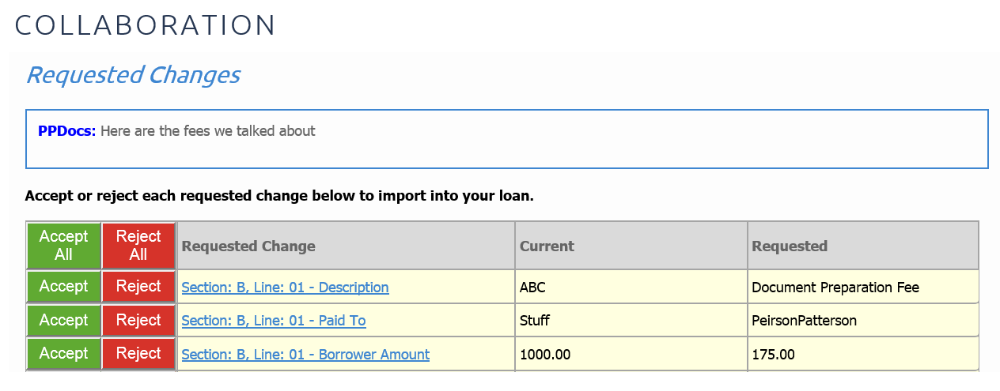 COLLABORATION
Requested Changes
PPDocs: Here are the fees we talked about
Accept or reject each requested change below to import into your loan.
Accept All Reject All Requested Change Current Requested
Accept Reject Section: B, Line: 01 - Description ABC Document Preparation Fee
Accept Reject Section: B, Line: 01 - Paid To Stuff PeirsonPatterson
Accept Reject Section: B, Line: 01 - Borrower Amount 1000.00 175.00